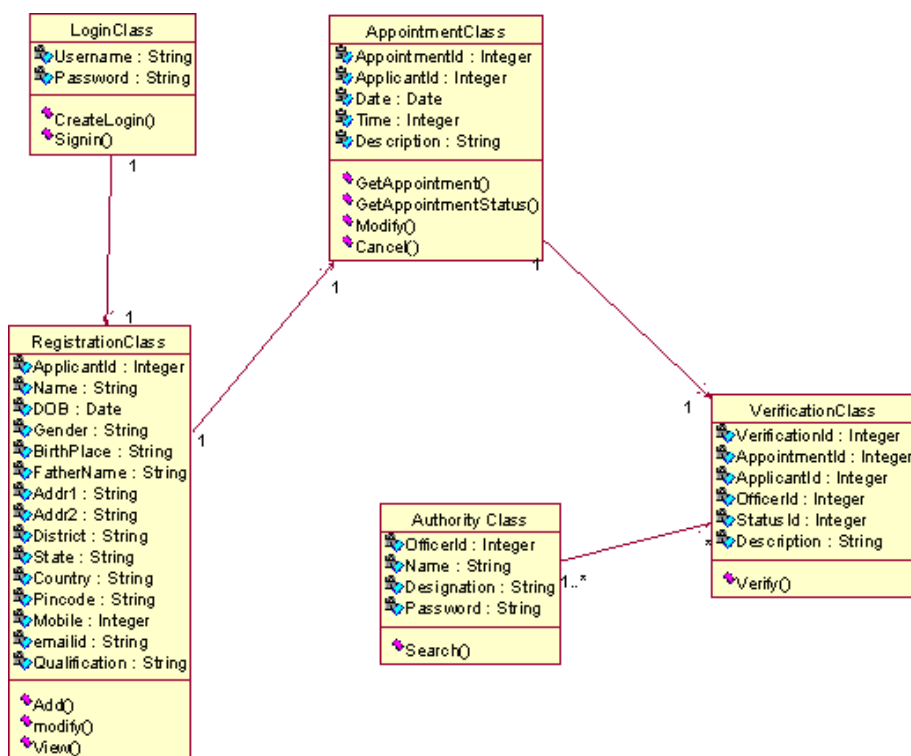 LoginClass
Username : String
Password : String
CreateLogin()
Signin()
1
1
AppointmentClass
AppointmentId : Integer
ApplicantId : Integer
Date : Date
Time : Integer
Description : String
GetAppointment()
GetAppointmentStatus()
Modify()
Cancel()
1
1
RegistrationClass
ApplicantId : Integer
Name : String
DOB : Date
Gender : String
BirthPlace : String
FatherName : String
Addr1 : String
Addr2 : String
District : String
State : String
Country : String
Pincode : String
Mobile : Integer
emailid : String
Qualification : String
Add()
modify()
View()
1
1
VerificationClass
VerificationId : Integer
AppointmentId : Integer
ApplicantId : Integer
OfficerId : Integer
StatusId : Integer
Description : String
Verify()
*
Authority Class
OfficerId : Integer
Name : String
Designation : String
Password : String
Search()
1..*